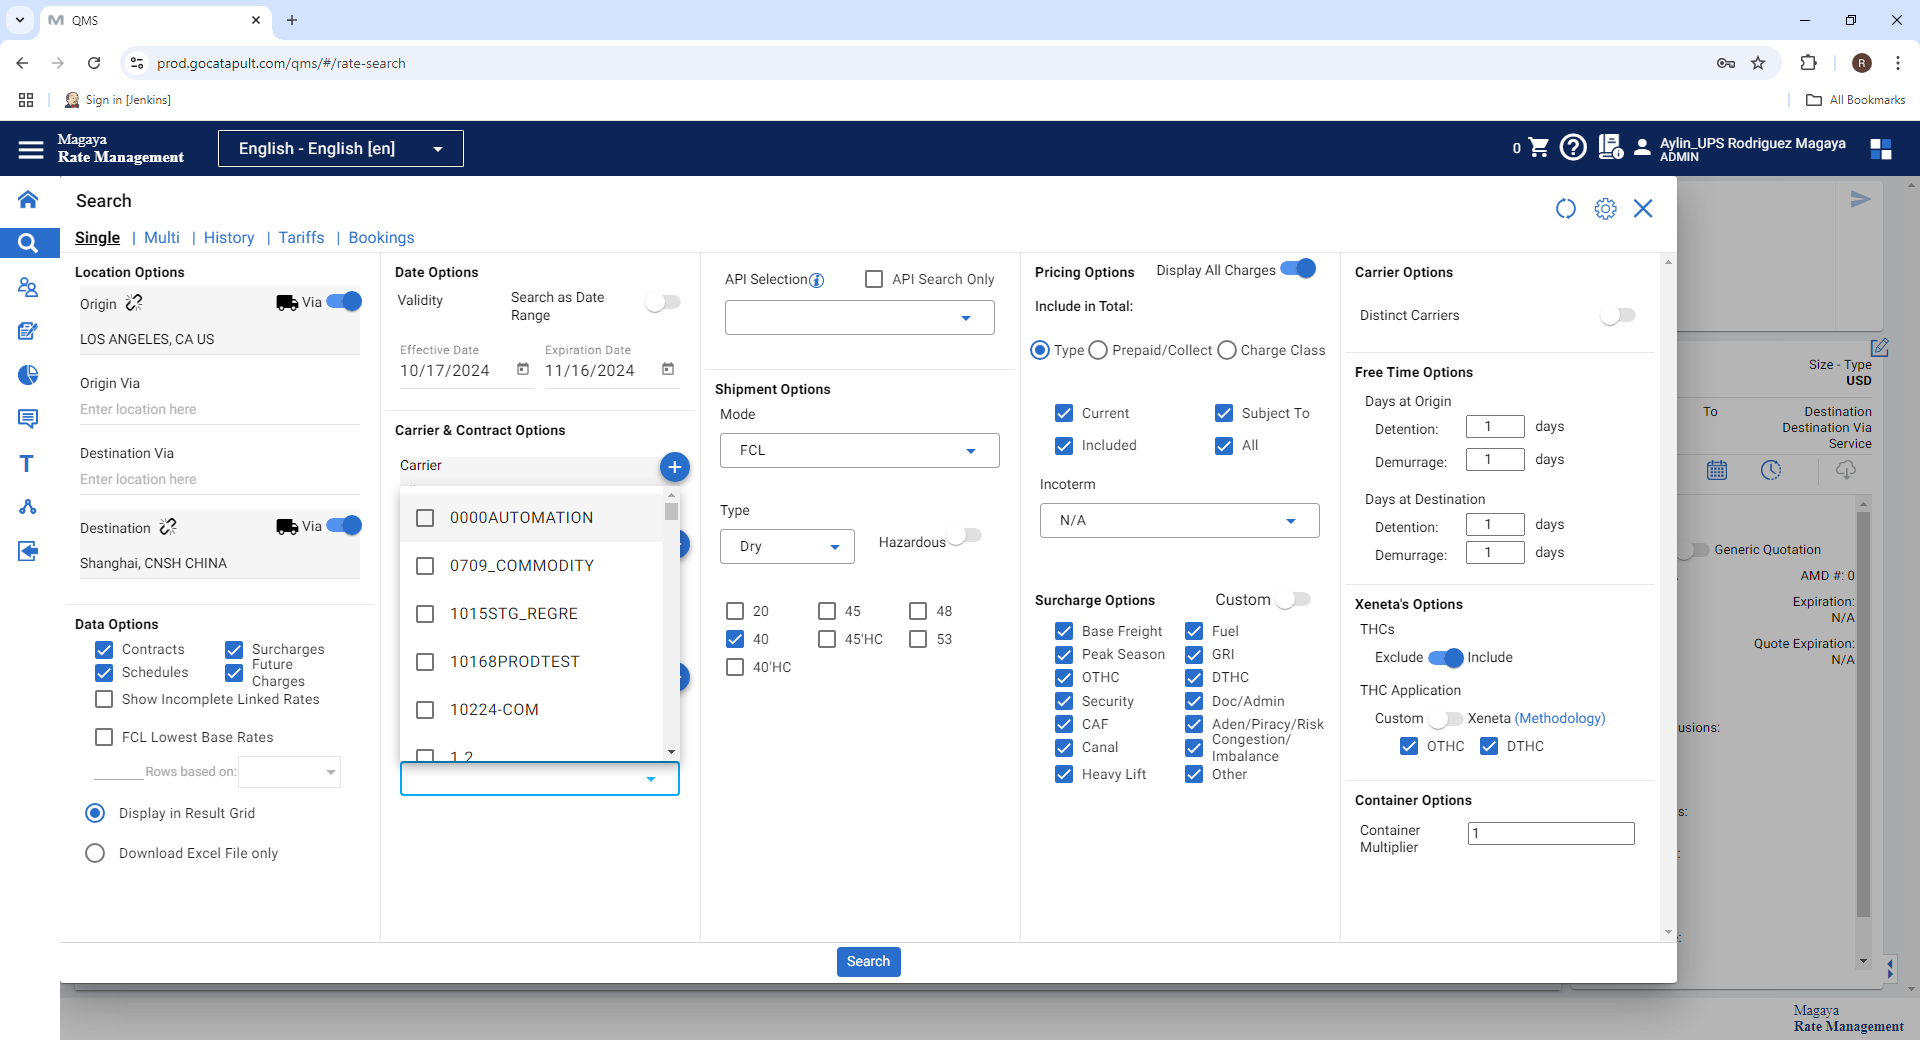 QMS
prod.gocatapult.com/qms/#/rate-search
R
Sign in [Jenkins]
All Bookmarks
Magaya
Rate Management
English - English [en]
0
Aylin_UPS Rodriguez Magaya
ADMIN
Search
Single | Multi | History | Tariffs | Bookings
Location Options
Origin
Via
LOS ANGELES, CA US
Origin Via
Enter location here
Destination Via
Enter location here
Destination
Via
Shanghai, CNSH CHINA
Data Options
Contracts
Surcharges
Schedules
Future
Charges
Show Incomplete Linked Rates
FCL Lowest Base Rates
Rows based on:
Display in Result Grid
Download Excel File only
Date Options
Validity
Search as Date
Range
Effective Date
10/17/2024
Expiration Date
11/16/2024
Carrier & Contract Options
Carrier
0000AUTOMATION
0709_COMMODITY
1015STG_REGRE
10168PRODTEST
10224-COM
1.2
API Selection
API Search Only
Shipment Options
Mode
FCL
Type
Dry
Hazardous
20
45
48
40
45'HC
53
40'HC
Pricing Options
Display All Charges
Include in Total:
Type
Prepaid/Collect
Charge Class
Current
Subject To
Included
All
Incoterm
N/A
Surcharge Options
Custom
Base Freight
Fuel
Peak Season
GRI
OTHC
DTHC
Security
Doc/Admin
CAF
Aden/Piracy/Risk
Canal
Congestion/
Imbalance
Heavy Lift
Other
Carrier Options
Distinct Carriers
Free Time Options
Days at Origin
Detention: 1 days
Demurrage: 1 days
Days at Destination
Detention: 1 days
Demurrage: 1 days
Xeneta's Options
THCs
Exclude
Include
THC Application
Custom
Xeneta (Methodology)
OTHC
DTHC
Container Options
Container
Multiplier
1
Search
Size - Type
USD
To
Destination
Destination Via
Service
Generic Quotation
AMD #: 0
Expiration:
N/A
Quote Expiration:
N/A
usions:
s:
Magaya
Rate Management